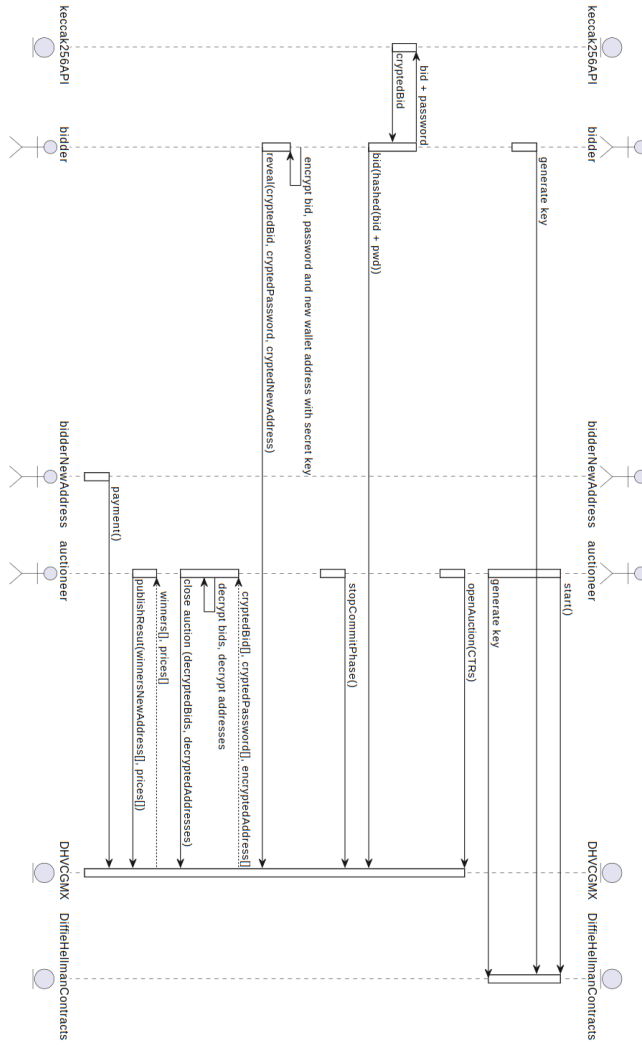 keccak256API
bidder
bidderNewAddress
auctioneer
DHVCGMX
DiffieHellmanContracts
start()
generate key
generate key
openAuction(CTRs)
bid + password
cryptedBid
bid(hashed(bid + pwd))
stopCommitPhase()
encrypt bid, password and new wallet address with secret key
reveal(cryptedBid, cryptedPassword, cryptedNewAddress)
cryptedBid[], cryptedPassword[], encryptedAddress[]
decrypt bids, decrypt addresses
close auction (decryptedBids, decryptedAddresses)
winners[], prices[]
publishResut(winnersNewAddress[], prices[])
payment()
keccak256API
bidder
bidderNewAddress
auctioneer
DHVCGMX
DiffieHellmanContracts